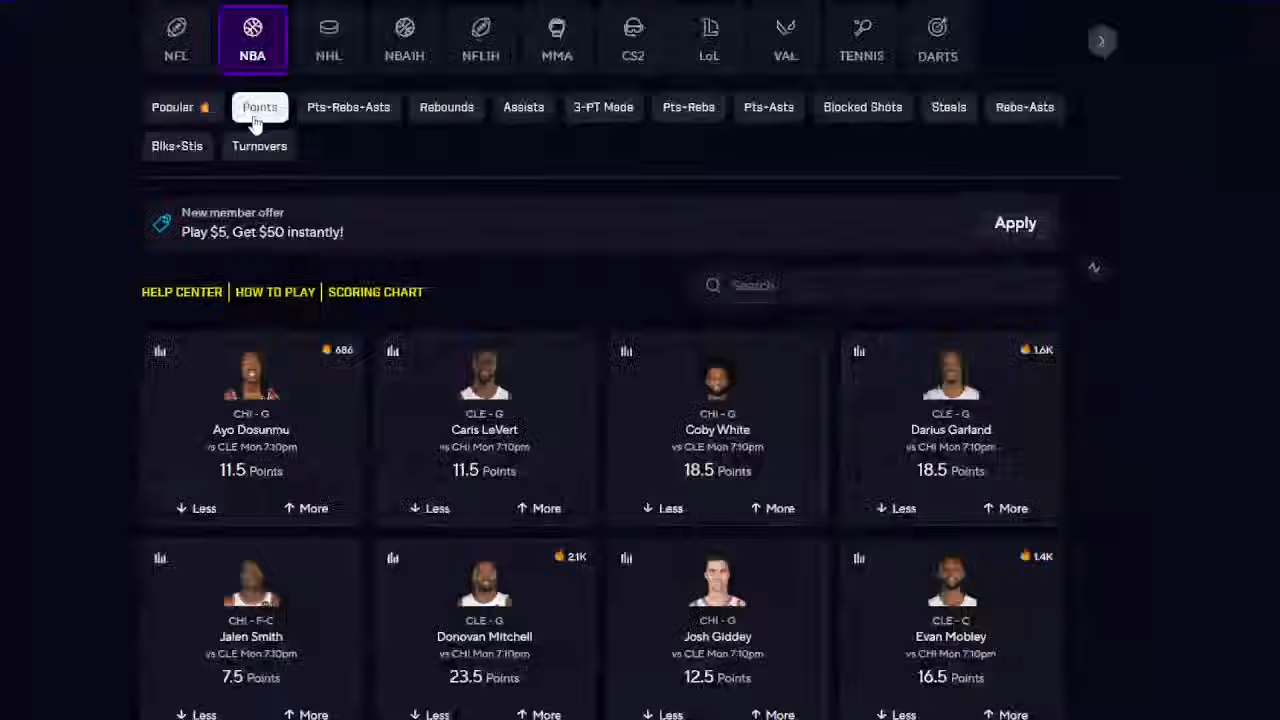 NFL NBA NHL NBA1H NFL1H MMA CS2 LoL VAL TENNIS DARTS
Popular Points Pts-Rebs-Asts Rebounds Assists 3-PT Made Pts-Rebs Pts-Asts Blocked Shots Steals Rebs-Asts
Blks-Stls Turnovers
New member offer
Play $5, Get $50 instantly!
Apply
HELP CENTER | HOW TO PLAY | SCORING CHART
Search
686 1.6K
CHI - G CLE - G CHI - G CLE - G
Ayo Dosunmu Caris LeVert Coby White Darius Garland
vs CLE Mon 7:10pm vs CHI Mon 7:10pm vs CLE Mon 7:10pm vs CHI Mon 7:10pm
11.5 Points 11.5 Points 18.5 Points 18.5 Points
Less More Less More Less More Less More
2.1K 1.4K
CHI - F-C CLE - G CHI - G CLE - C
Jalen Smith Donovan Mitchell Josh Giddey Evan Mobley
vs CLE Mon 7:10pm vs CHI Mon 7:10pm vs CLE Mon 7:10pm vs CHI Mon 7:10pm
7.5 Points 23.5 Points 12.5 Points 16.5 Points
Less More Less More Less More Less More